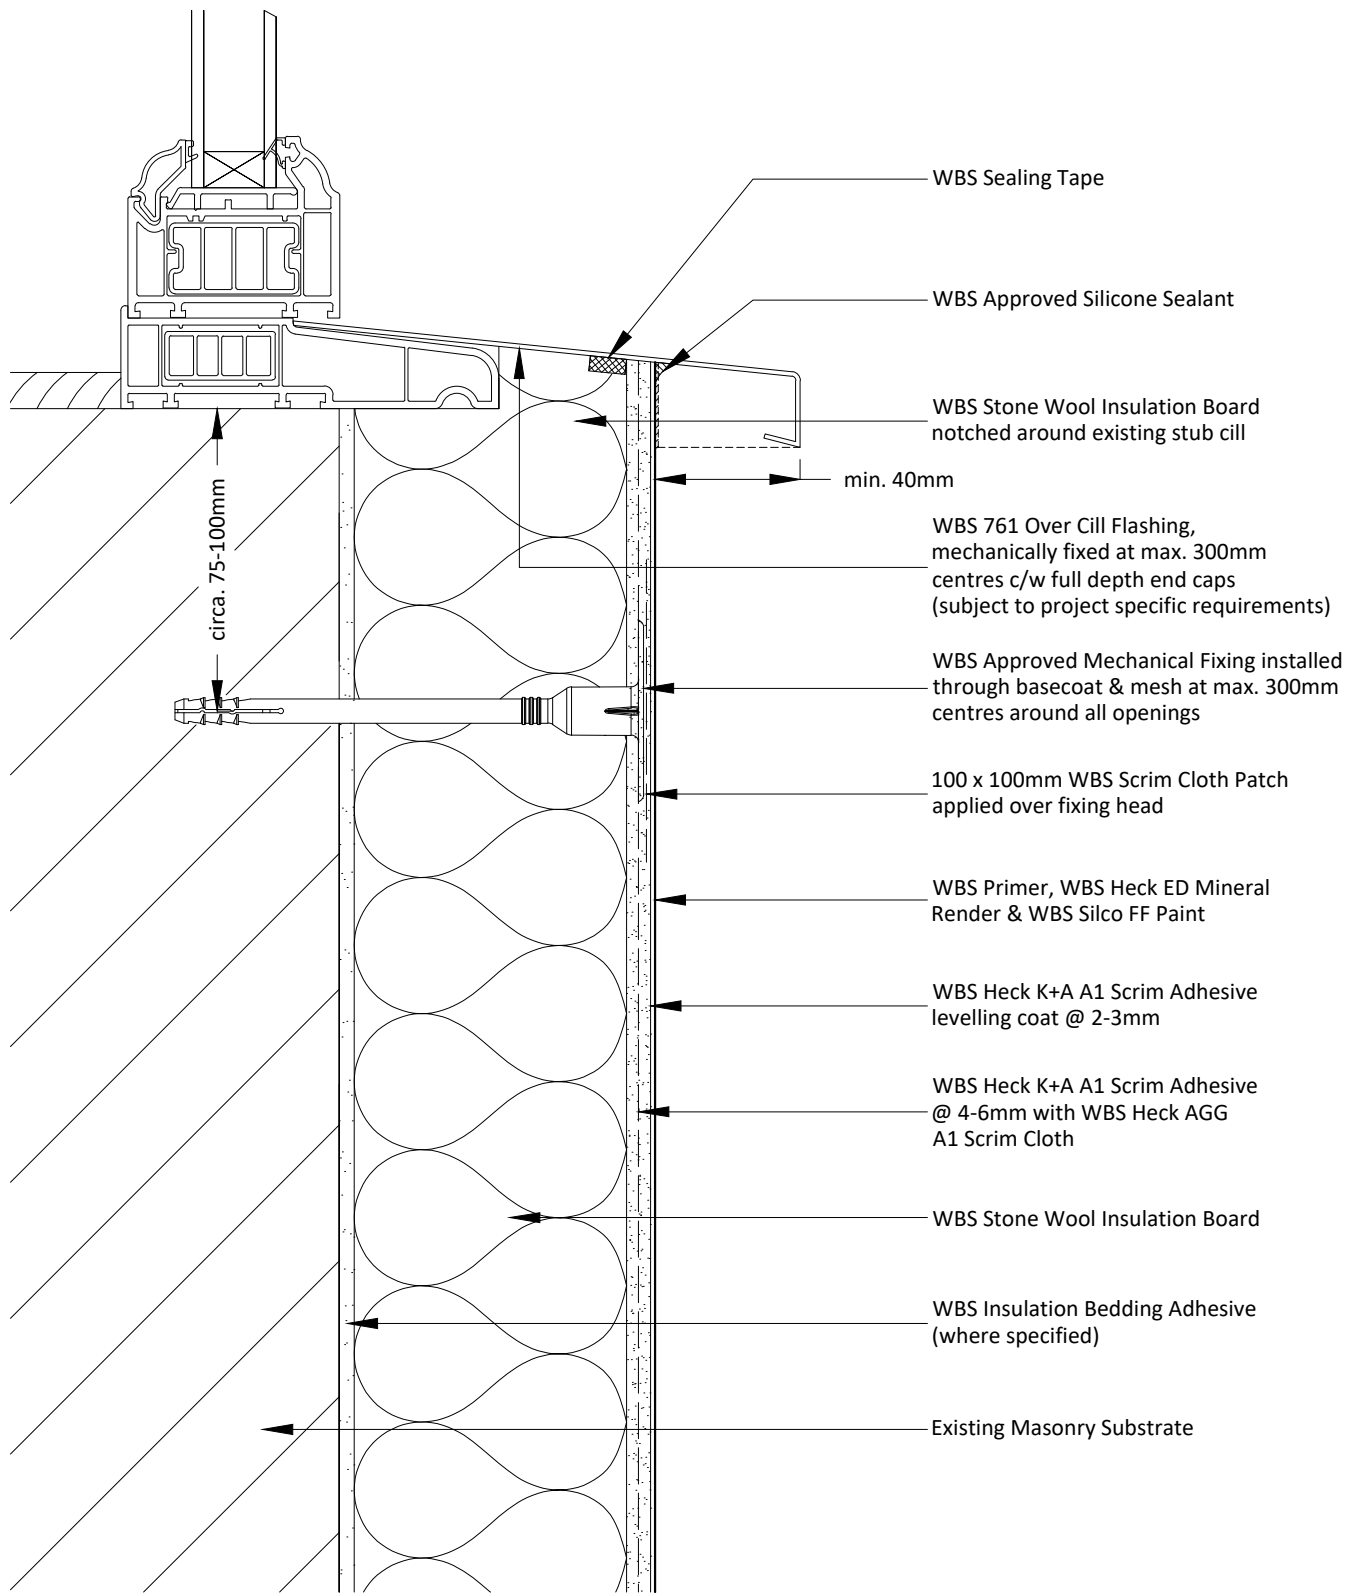 WBS Sealing Tape
WBS Approved Silicone Sealant
WBS Stone Wool Insulation Board
notched around existing stub cill
min. 40mm
circa. 75-100mm
WBS 761 Over Cill Flashing,
mechanically fixed at max. 300mm
centres c/w full depth end caps
(subject to project specific requirements)
WBS Approved Mechanical Fixing installed
through basecoat & mesh at max. 300mm
centres around all openings
100 x 100mm WBS Scrim Cloth Patch
applied over fixing head
WBS Primer, WBS Heck ED Mineral
Render & WBS Silco FF Paint
WBS Heck K+A A1 Scrim Adhesive
levelling coat @ 2-3mm
WBS Heck K+A A1 Scrim Adhesive
@ 4-6mm with WBS Heck AGG
A1 Scrim Cloth
WBS Stone Wool Insulation Board
WBS Insulation Bedding Adhesive
(where specified)
Existing Masonry Substrate